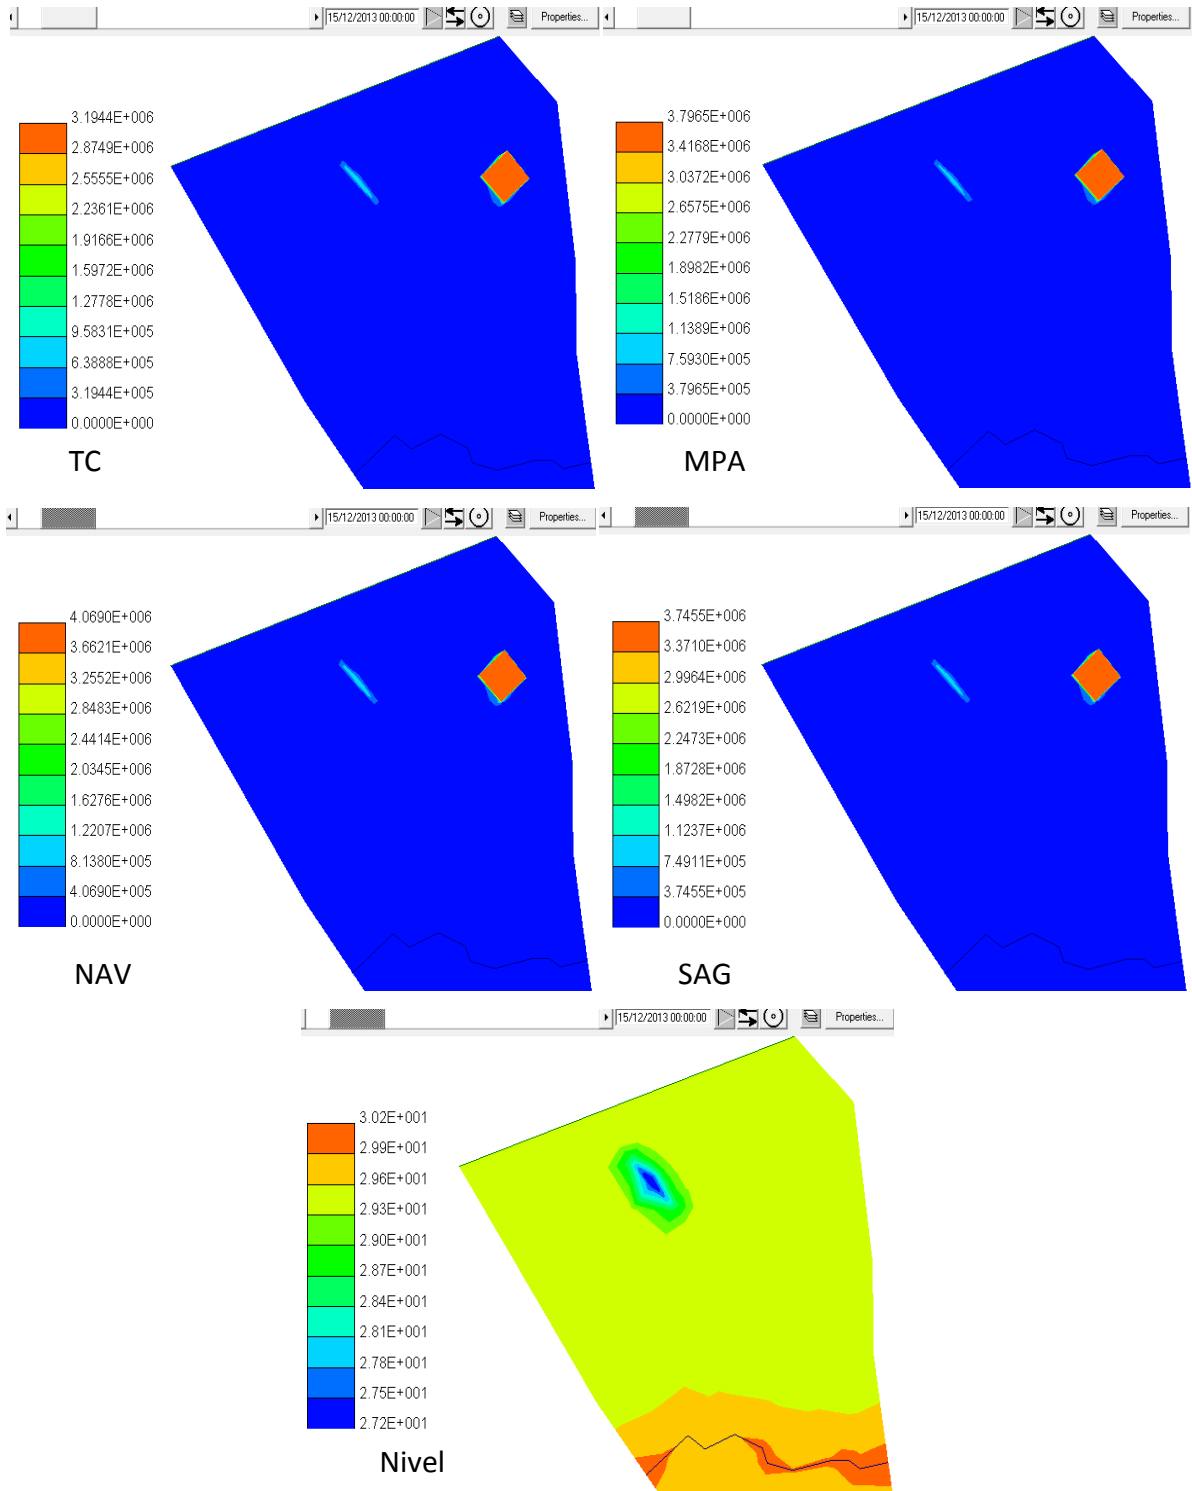 15/12/2013 00:00:00 Properties...
3.1944E+006
2.8749E+006
2.5555E+006
2.2361E+006
1.9166E+006
1.5972E+006
1.2778E+006
9.5831E+005
6.3888E+005
3.1944E+005
0.0000E+000
TC
15/12/2013 00:00:00 Properties...
3.7965E+006
3.4168E+006
3.0372E+006
2.6575E+006
2.2779E+006
1.8982E+006
1.5186E+006
1.1389E+006
7.5930E+005
3.7965E+005
0.0000E+000
MPA
15/12/2013 00:00:00 Properties...
4.0690E+006
3.6621E+006
3.2552E+006
2.8483E+006
2.4414E+006
2.0345E+006
1.6276E+006
1.2207E+006
8.1380E+005
4.0690E+005
0.0000E+000
NAV
15/12/2013 00:00:00 Properties...
3.7455E+006
3.3710E+006
2.9964E+006
2.6219E+006
2.2473E+006
1.8728E+006
1.4982E+006
1.1237E+006
7.4911E+005
3.7455E+005
0.0000E+000
SAG
15/12/2013 00:00:00 Properties...
3.02E+001
2.99E+001
2.96E+001
2.93E+001
2.90E+001
2.87E+001
2.84E+001
2.81E+001
2.78E+001
2.75E+001
2.72E+001
Nivel